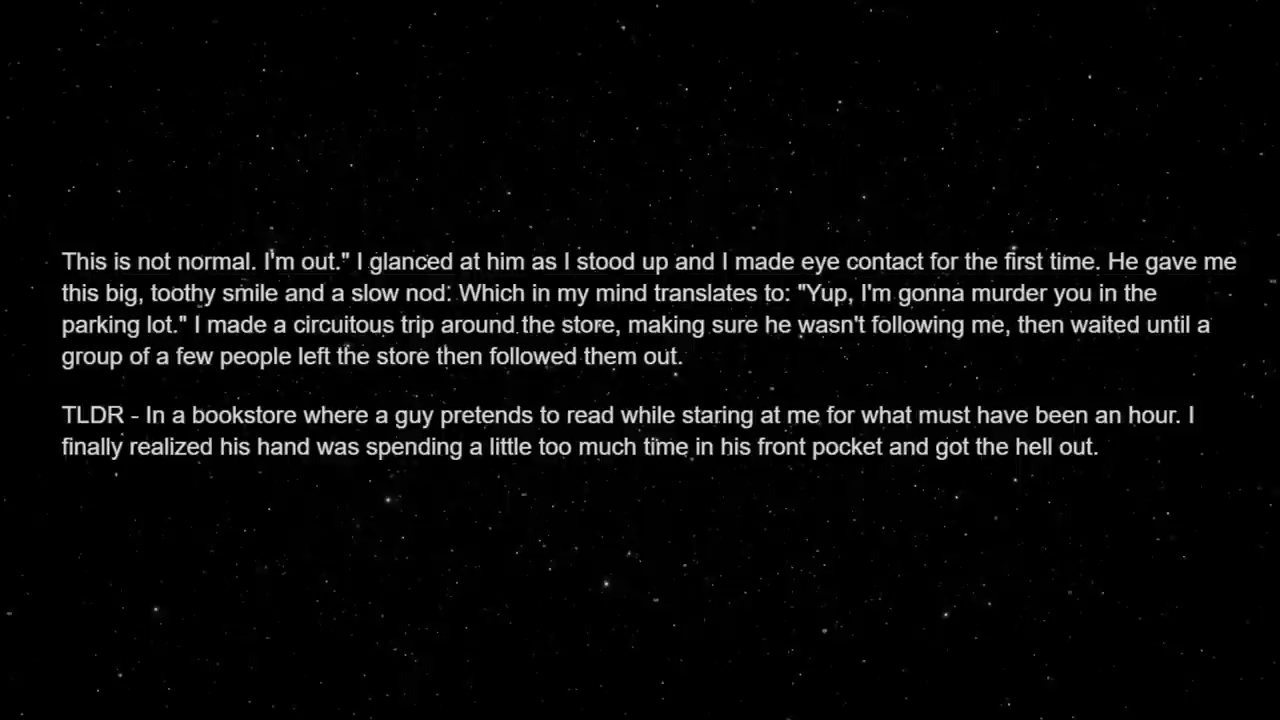 This is not normal. I'm out." I glanced at him as I stood up and I made eye contact for the first time. He gave me
this big, toothy smile and a slow nod. Which in my mind translates to: "Yup, I'm gonna murder you in the
parking lot." I made a circuitous trip around the store, making sure he wasn't following me, then waited until a
group of a few people left the store then followed them out.
TLDR - In a bookstore where a guy pretends to read while staring at me for what must have been an hour. I
finally realized his hand was spending a little too much time in his front pocket and got the hell out.